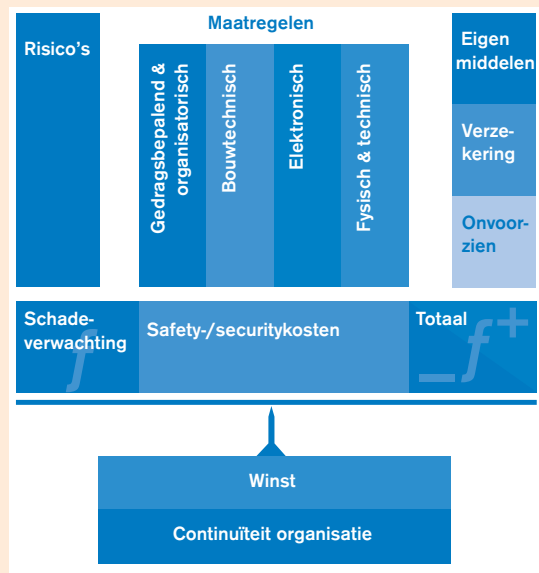 Maatregelen
Risico's
Gedragsbepalend &
organisatorisch
Bouwtechnisch
Elektronisch
Fysisch & technisch
Eigen
middelen
Verze-
kering
Onvoor-
zien
Schade-
verwachting
f
Safety-/securitykosten
Totaal
– f +
Winst
Continuïteit organisatie